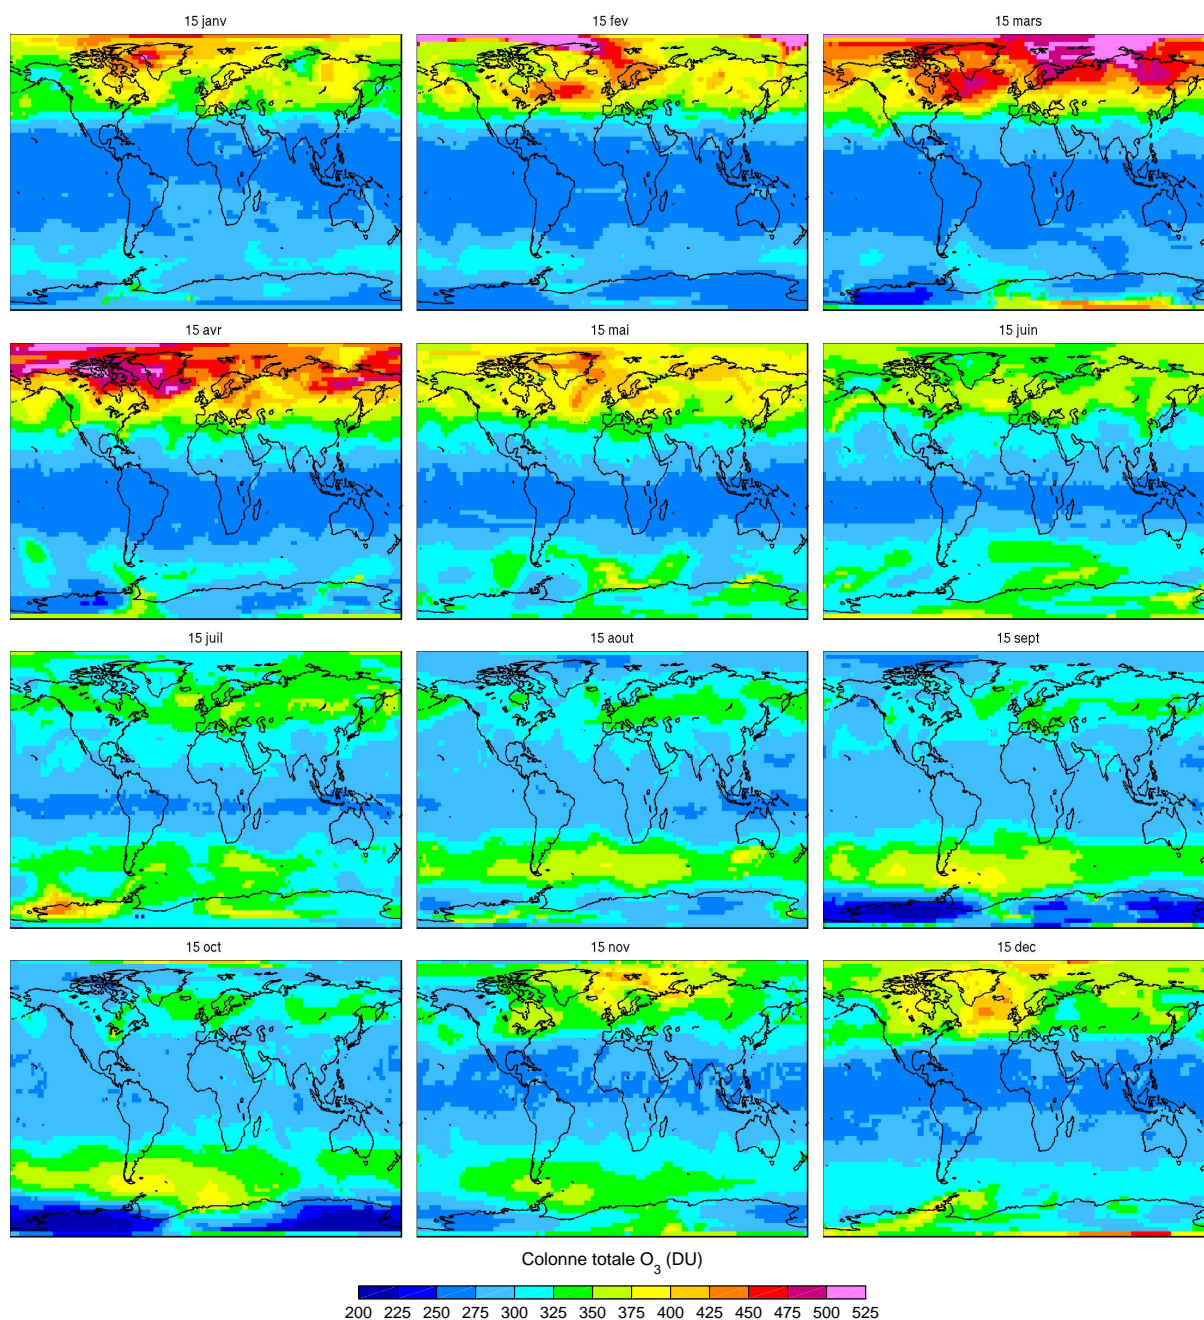 15 janv 15 fev 15 mars
15 avr 15 mai 15 juin
15 juil 15 aout 15 sept
15 oct 15 nov 15 dec
Colonne totale O3 (DU)
200 225 250 275 300 325 350 375 400 425 450 475 500 525